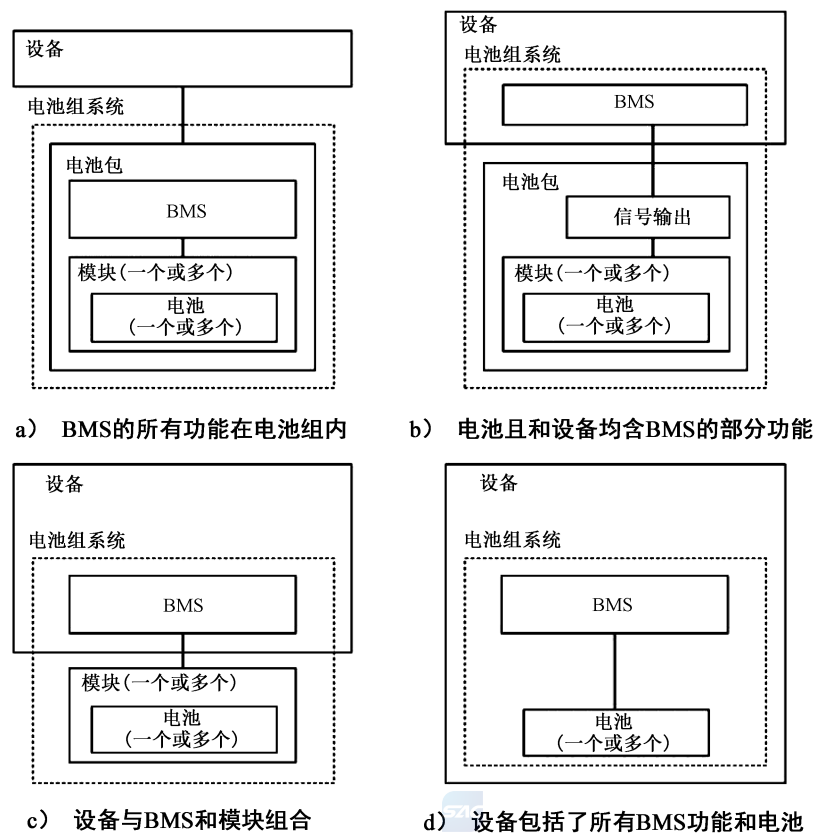 设备
电池组系统
电池包
BMS
模块(一个或多个)
电池
(一个或多个)
a） BMS的所有功能在电池组内
设备
电池组系统
BMS
电池包
信号输出
模块(一个或多个)
电池
(一个或多个)
b） 电池且和设备均含BMS的部分功能
设备
电池组系统
BMS
模块(一个或多个)
电池
(一个或多个)
c） 设备与BMS和模块组合
设备
电池组系统
BMS
电池
(一个或多个)
d） 设备包括了所有BMS功能和电池
SAC